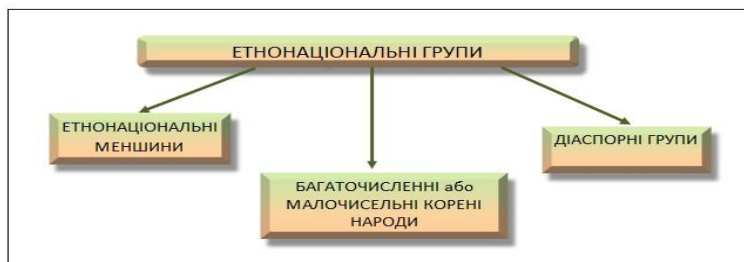 ЕТНОНАЦІОНАЛЬНІ ГРУПИ
ЕТНОНАЦІОНАЛЬНІ
МЕНШИНИ
БАГАТОЧИСЛЕННІ або
МАЛОЧИСЕЛЬНІ КОРЕНІ
НАРОДИ
ДІАСПОРНІ ГРУПИ